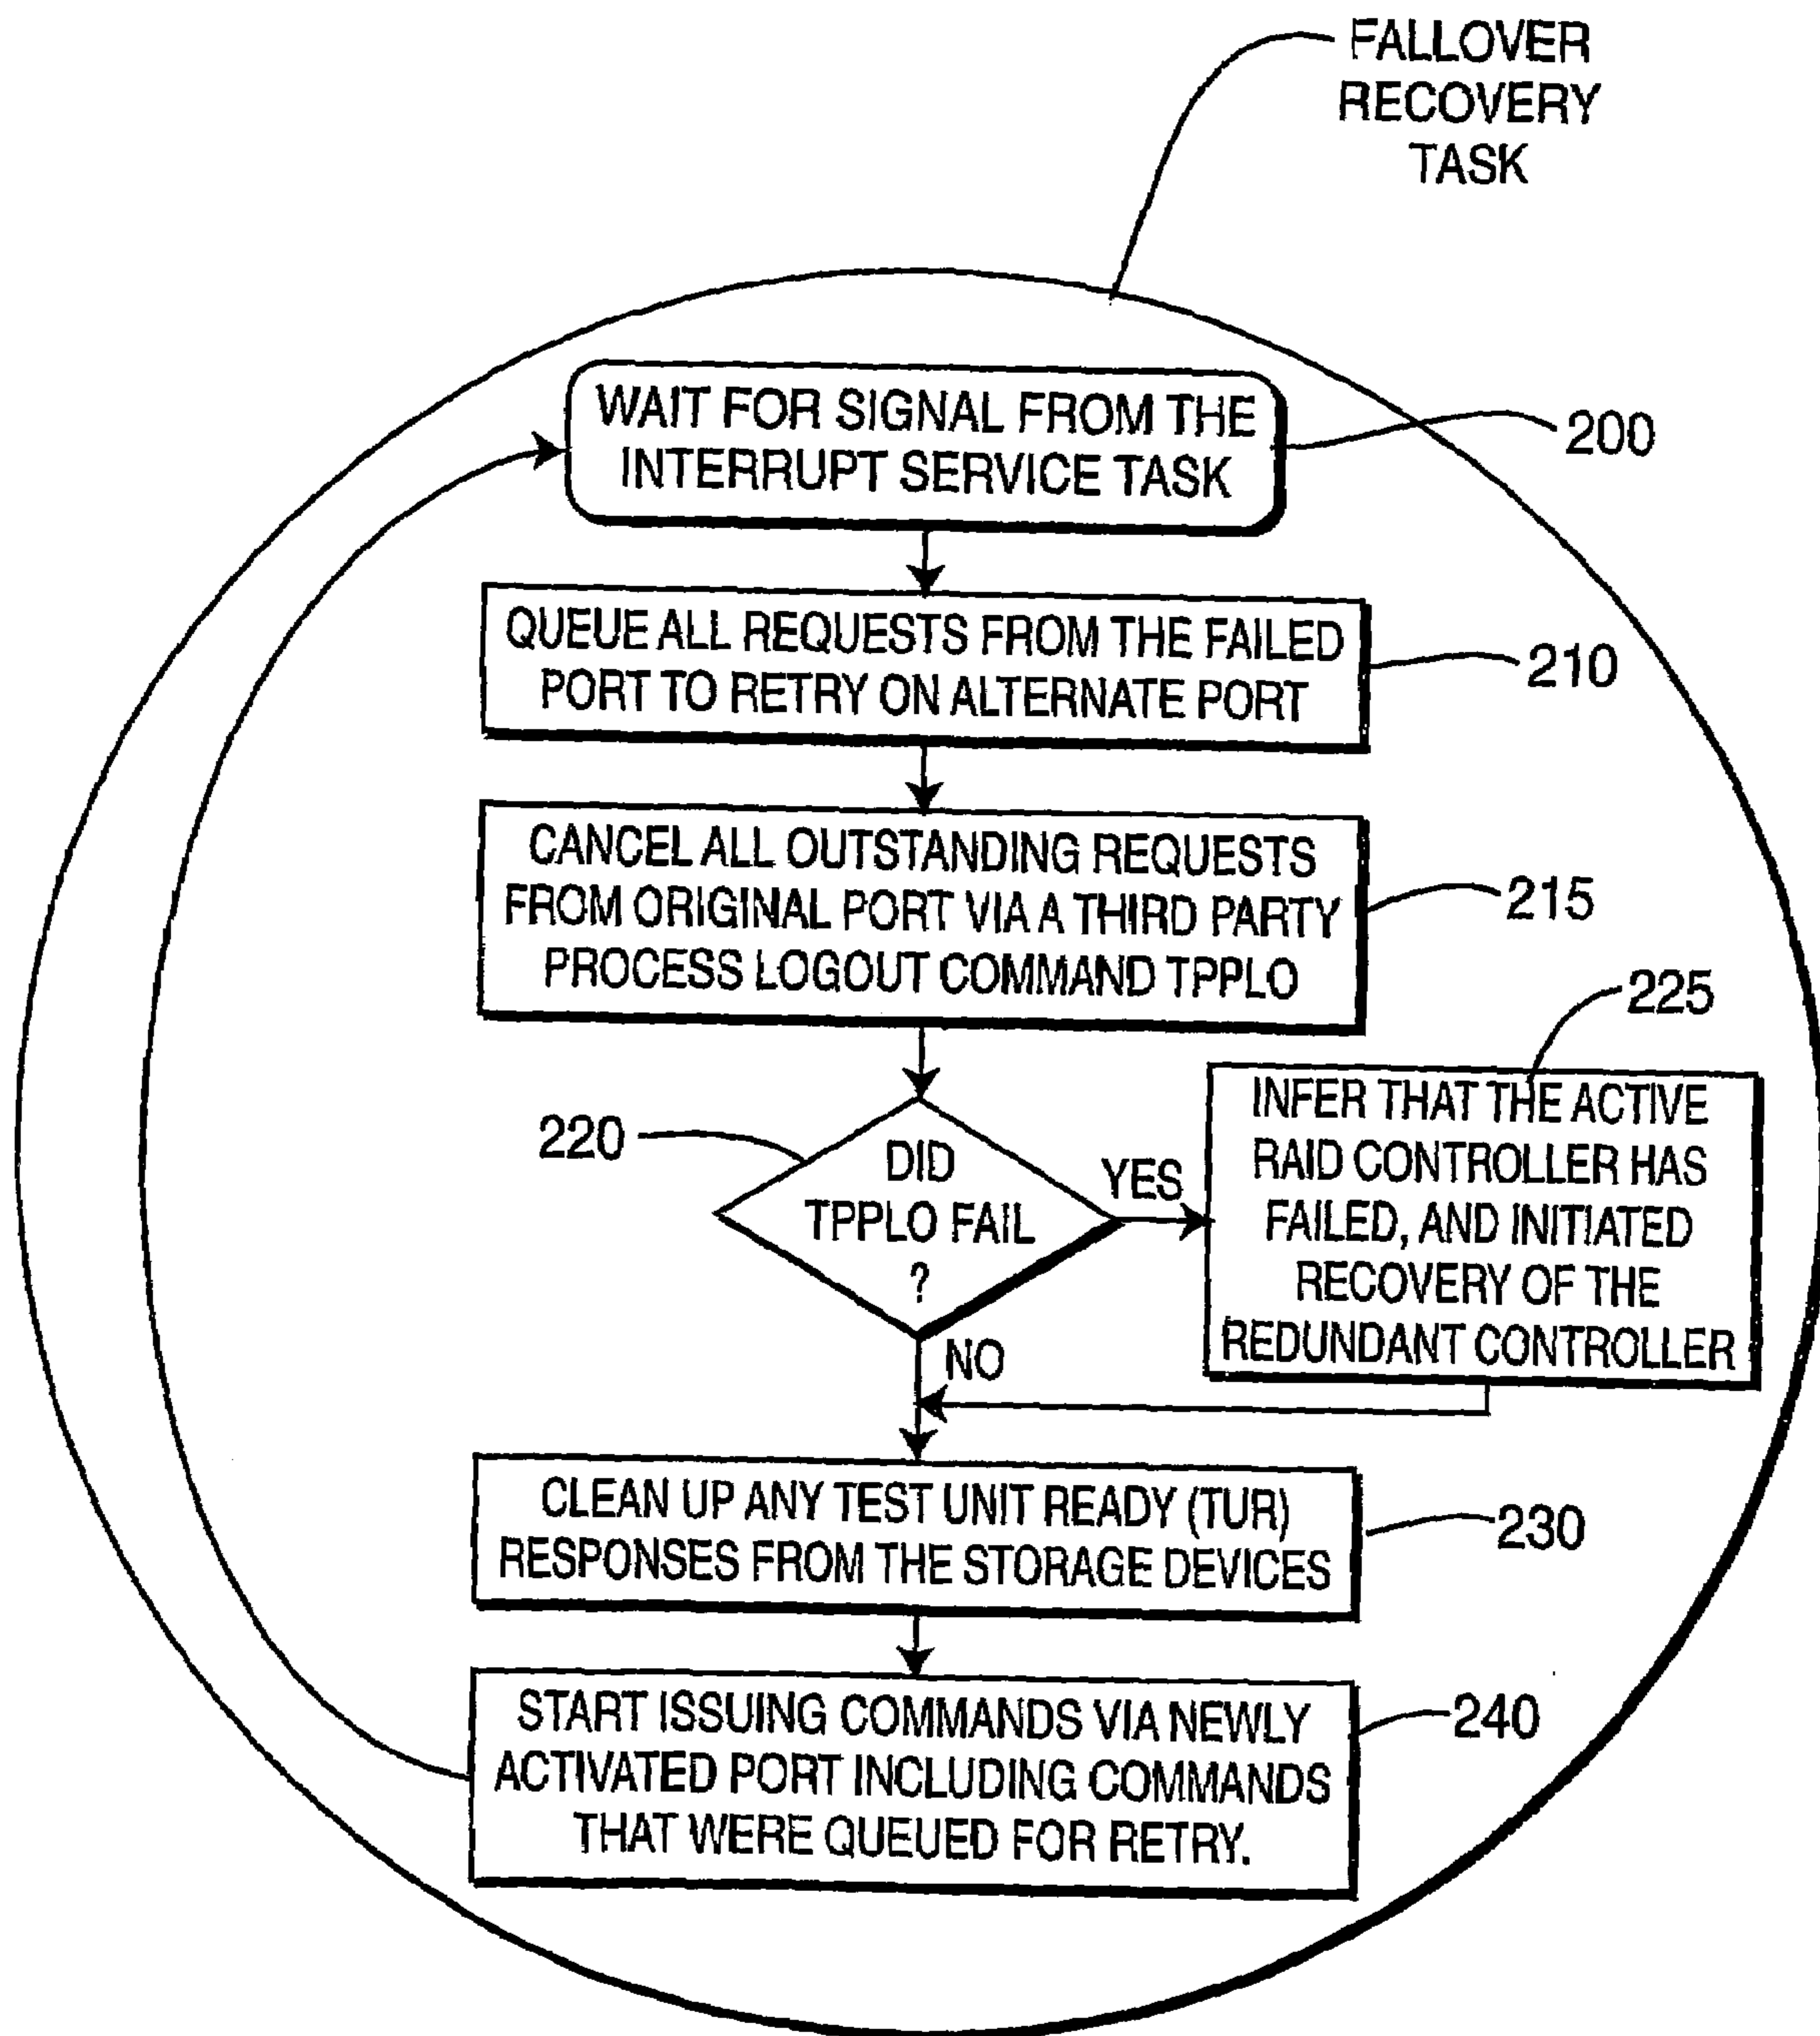 FALLOVER
RECOVERY
TASK
WAIT FOR SIGNAL FROM THE
INTERRUPT SERVICE TASK
200
QUEUE ALL REQUESTS FROM THE FAILED
PORT TO RETRY ON ALTERNATE PORT
210
CANCEL ALL OUTSTANDING REQUESTS
FROM ORIGINAL PORT VIA A THIRD PARTY
PROCESS LOGOUT COMMAND TPPLO
215
220
DID
TPPLO FAIL
?
YES
NO
225
INFER THAT THE ACTIVE
RAID CONTROLLER HAS
FAILED, AND INITIATED
RECOVERY OF THE
REDUNDANT CONTROLLER
CLEAN UP ANY TEST UNIT READY (TUR)
RESPONSES FROM THE STORAGE DEVICES
230
START ISSUING COMMANDS VIA NEWLY
ACTIVATED PORT INCLUDING COMMANDS
THAT WERE QUEUED FOR RETRY.
240